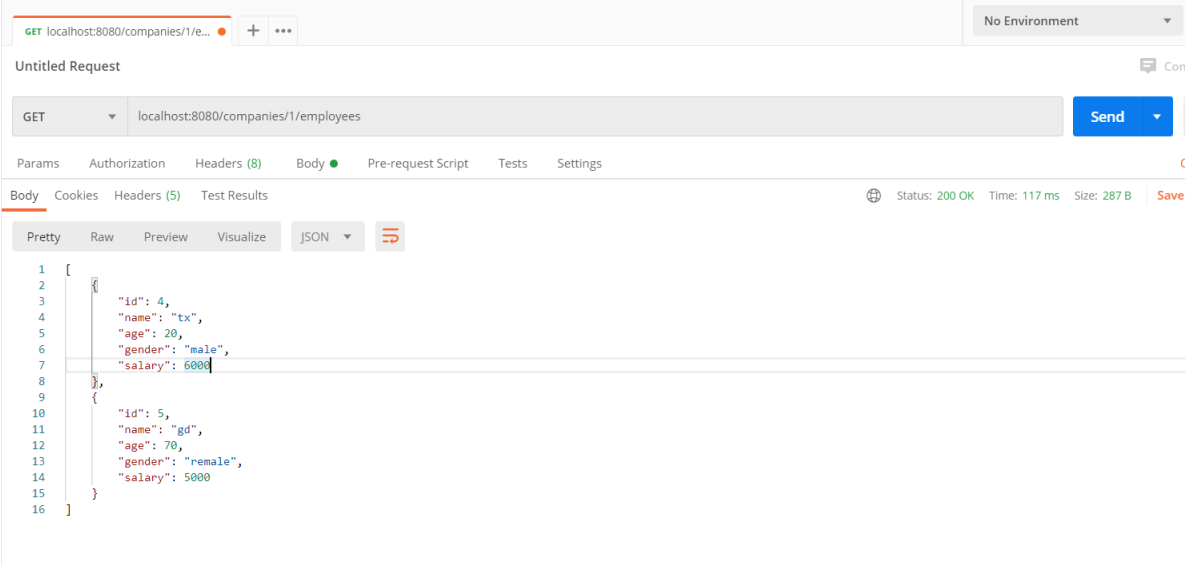 GET localhost:8080/companies/1/e... + •••
No Environment
Untitled Request
GET localhost:8080/companies/1/employees Send
Params Authorization Headers (8) Body Pre-request Script Tests Settings
Body Cookies Headers (5) Test Results Status: 200 OK Time: 117 ms Size: 287 B Save
Pretty Raw Preview Visualize JSON
1 [
2 {
3 "id": 4,
4 "name": "tx",
5 "age": 20,
6 "gender": "male",
7 "salary": 6000
8 },
9 {
10 "id": 5,
11 "name": "gd",
12 "age": 70,
13 "gender": "remale",
14 "salary": 5000
15 }
16 ]